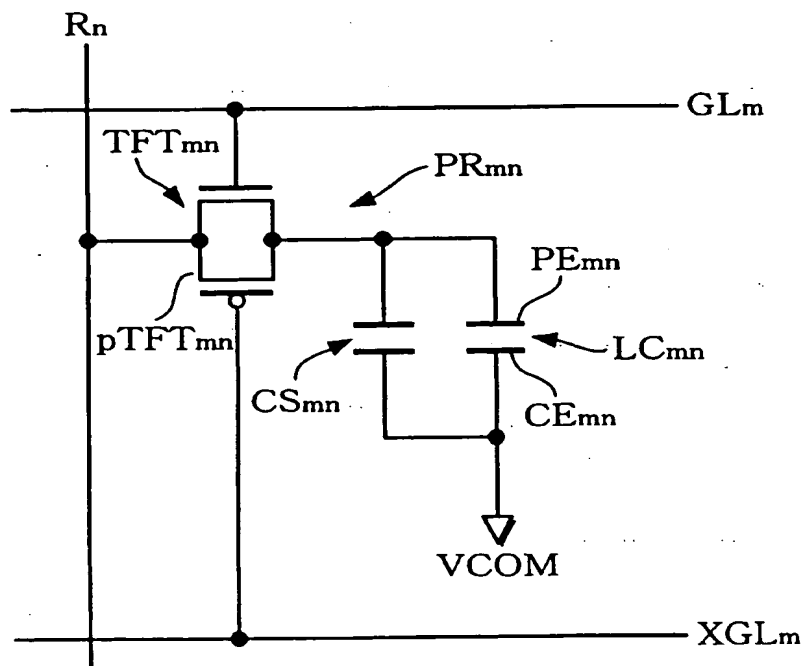 Rn
GLm
TFTmn
PRmn
PEmn
pTFTmn
LCmn
CSmn
CEmn
VCOM
XGLm